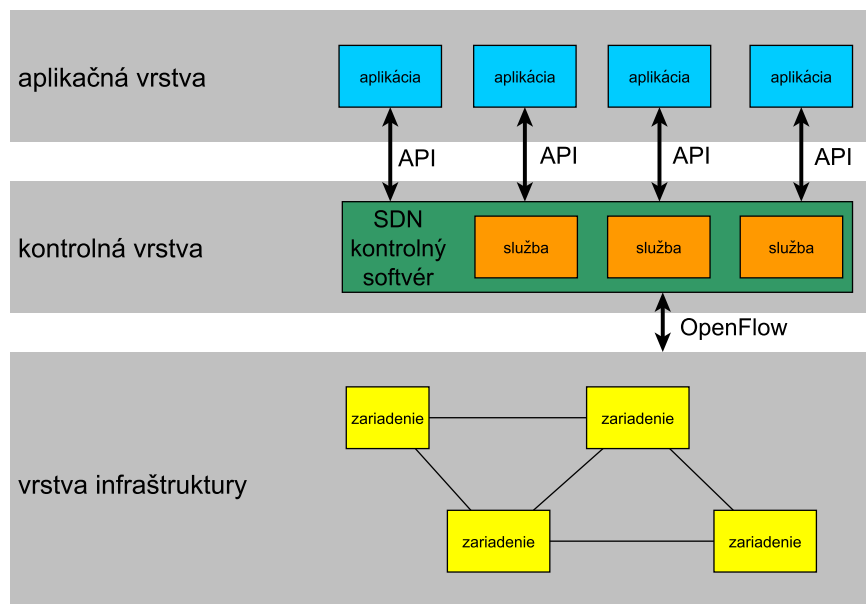 aplikačná vrstva
aplikácia
aplikácia
aplikácia
aplikácia
API
API
API
API
kontrolná vrstva
SDN
kontrolný
softvér
služba
služba
služba
OpenFlow
vrstva infraštruktury
zariadenie
zariadenie
zariadenie
zariadenie